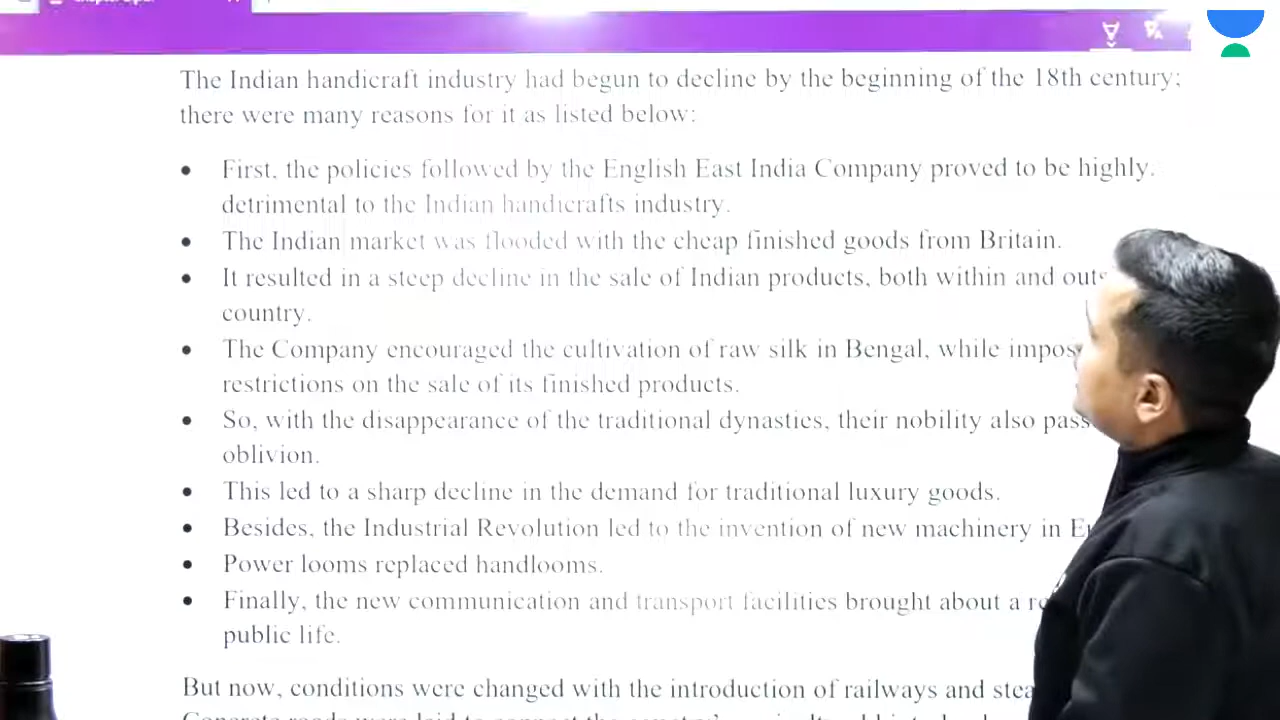 The Indian handicraft industry had begun to decline by the beginning of the 18th century;
there were many reasons for it as listed below:
• First, the policies followed by the English East India Company proved to be highly.
detrimental to the Indian handicrafts industry.
• The Indian market was flooded with the cheap finished goods from Britain.
• It resulted in a steep decline in the sale of Indian products, both within and
country.
• The Company encouraged the cultivation of raw silk in Bengal, while
restrictions on the sale of its finished products.
• So, with the disappearance of the traditional dynasties, their nobility also
oblivion.
• This led to a sharp decline in the demand for traditional luxury goods.
• Besides, the Industrial Revolution led to the invention of new machinery in
• Power looms replaced handlooms.
• Finally, the new communication and transport facilities brought about a
public life.
But now, conditions were changed with the introduction of railways and